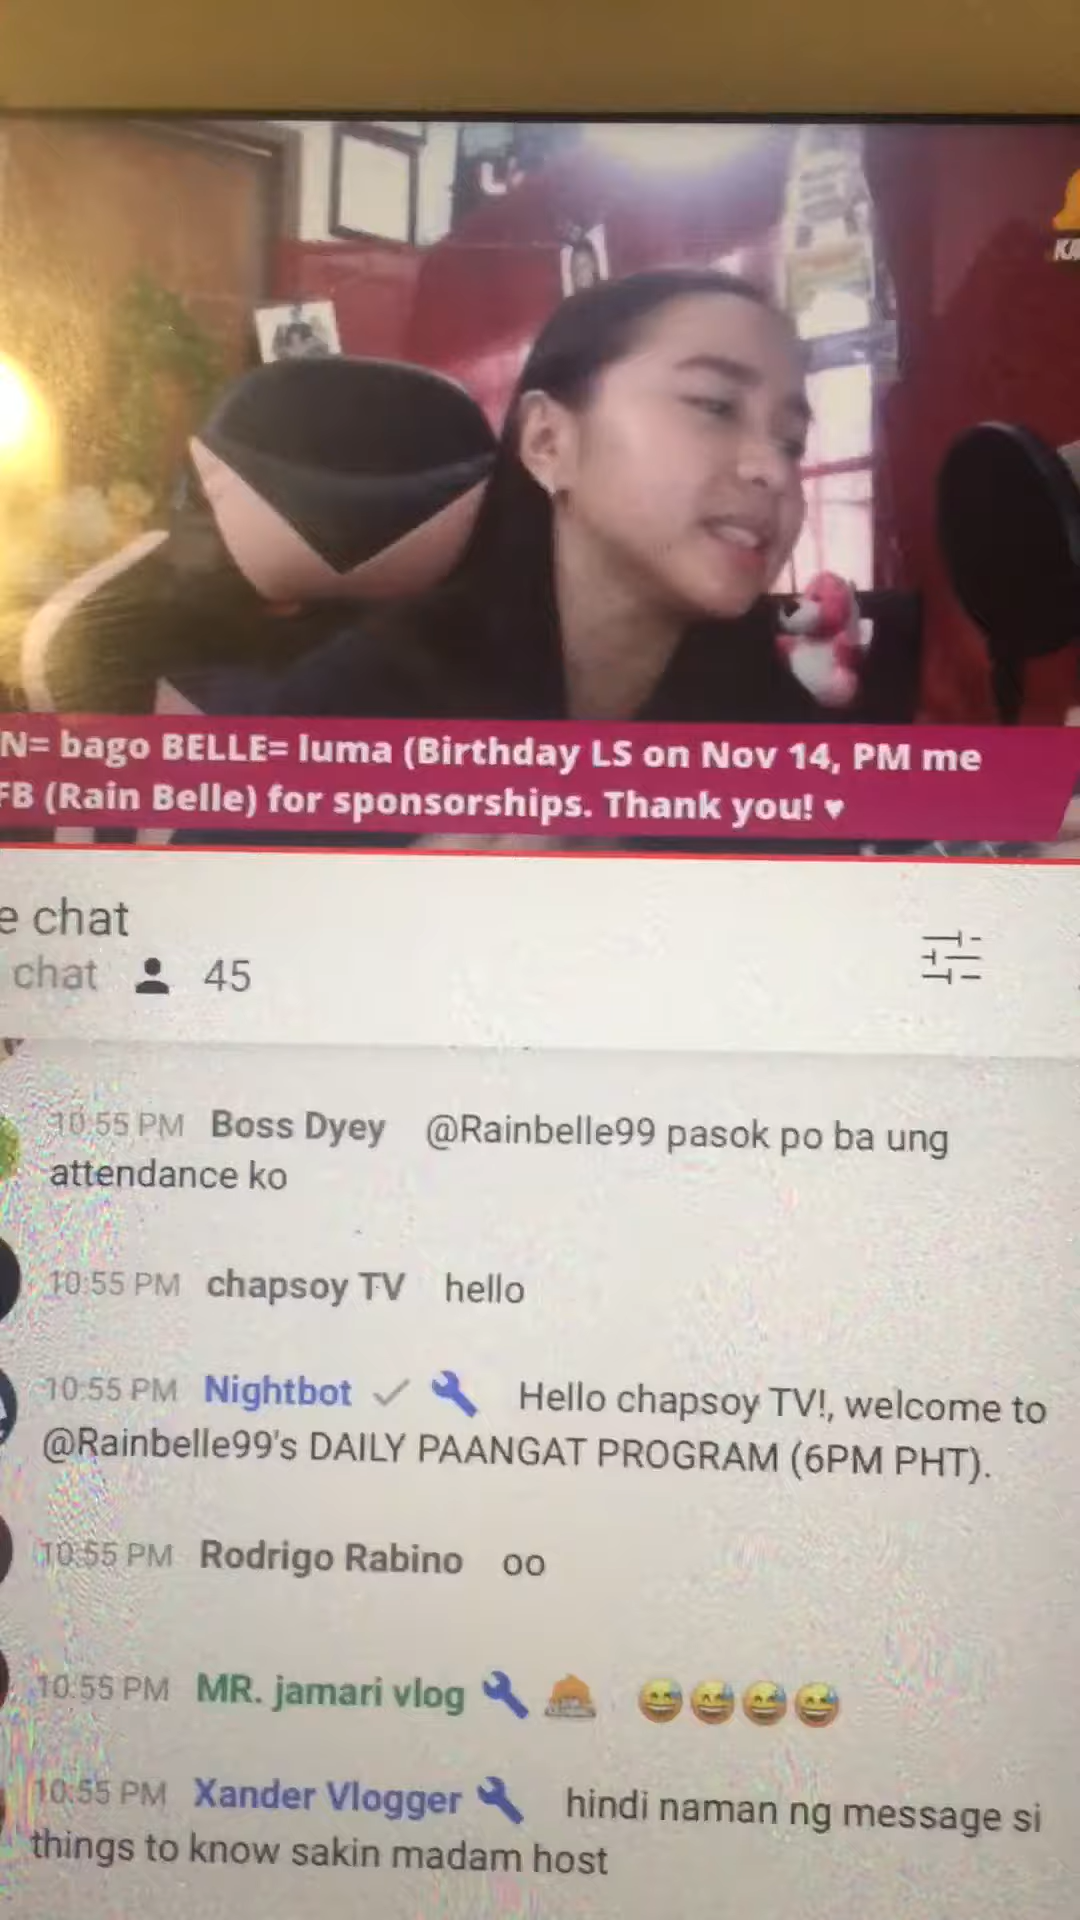 N= bago BELLE= luma (Birthday LS on Nov 14, PM me
FB (Rain Belle) for sponsorships. Thank you! ♥
e chat
chat 45
10:55 PM Boss Dyey @Rainbelle99 pasok po ba ung
attendance ko
10:55 PM chapsoy TV hello
10:55 PM Nightbot ✓ Hello chapsoy TV!, welcome to
@Rainbelle99's DAILY PAANGAT PROGRAM (6PM PHT).
10:55 PM Rodrigo Rabino oo
10:55 PM MR. jamari vlog 😅😅😅😅
10:55 PM Xander Vlogger hindi naman ng message si
things to know sakin madam host